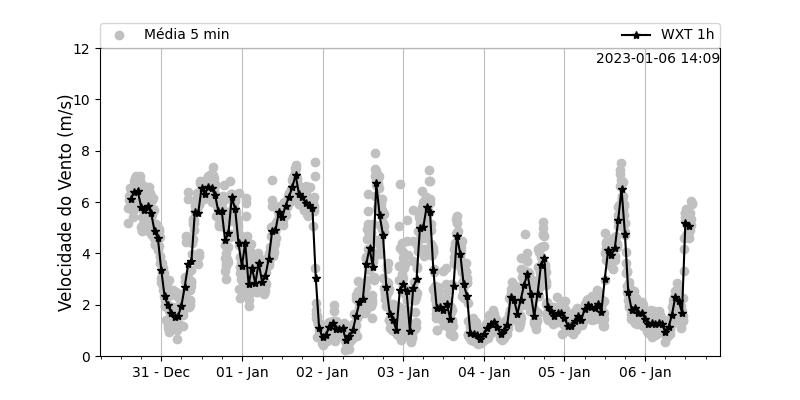 Média 5 min
WXT 1h
2023-01-06 14:09
Velocidade do Vento (m/s)
12
10
8
6
4
2
0
31 - Dec
01 - Jan
02 - Jan
03 - Jan
04 - Jan
05 - Jan
06 - Jan